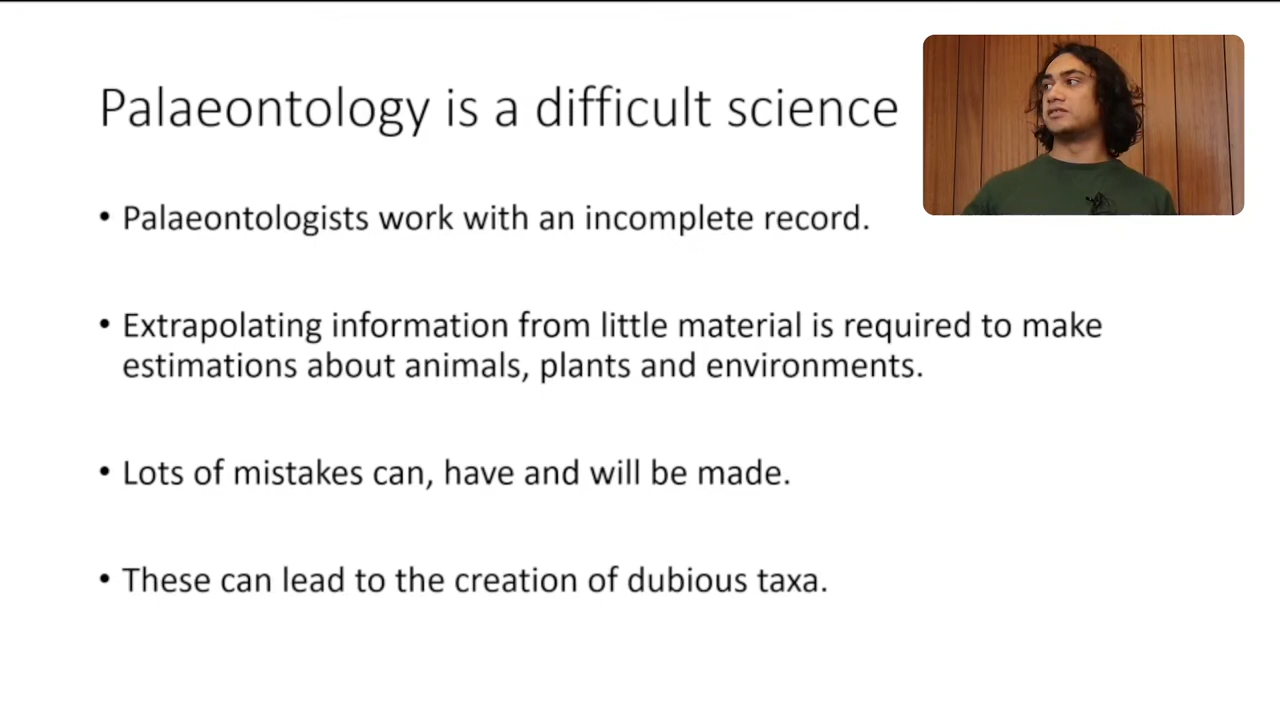 Palaeontology is a difficult science
• Palaeontologists work with an incomplete record.
• Extrapolating information from little material is required to make
estimations about animals, plants and environments.
• Lots of mistakes can, have and will be made.
• These can lead to the creation of dubious taxa.